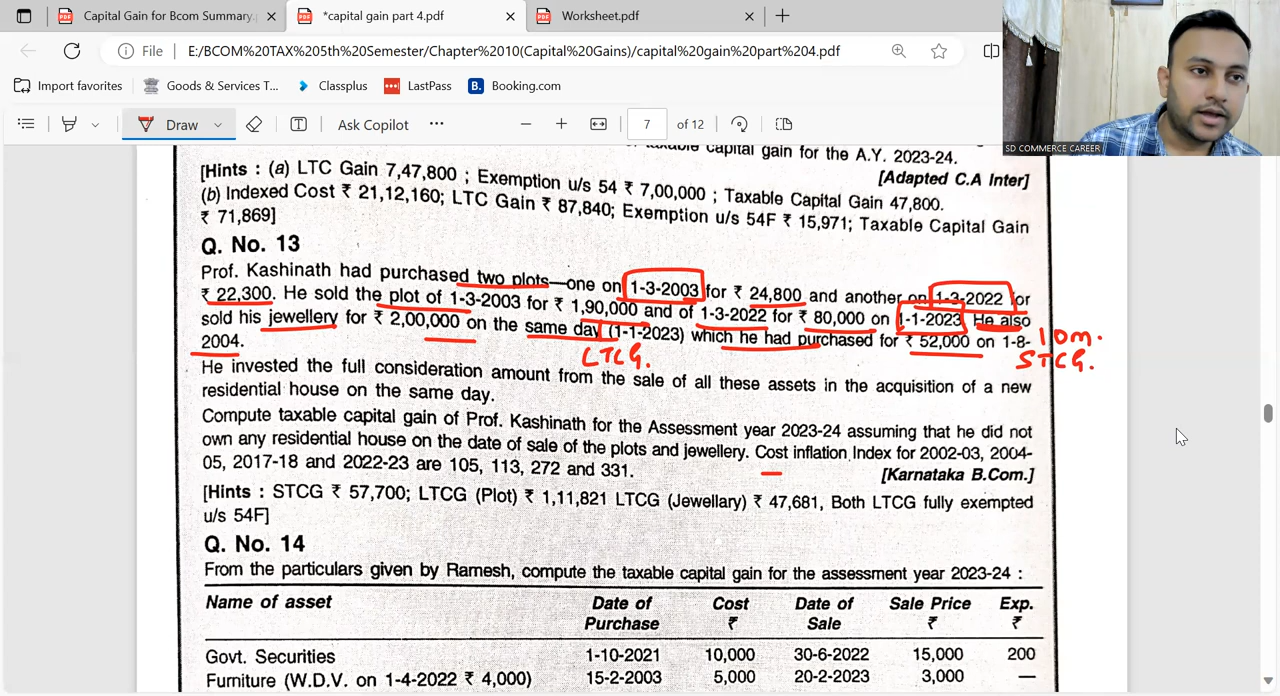 Capital Gain for Bcom Summary.
*capital gain part 4.pdf
Worksheet.pdf
File
E:/BCOM%20TAX%205th%20Semester/Chapter%2010(Capital%20Gains)/capital%20gain%20part%204.pdf
Import favorites
Goods & Services T...
Classplus
LastPass
Booking.com
Draw
Ask Copilot
7 of 12
SD COMMERCE CAREER
taxable capital gain for the A.Y. 2023-24.
[Adapted C.A Inter]
[Hints : (a) LTC Gain 7,47,800 ; Exemption u/s 54 ₹ 7,00,000 ; Taxable Capital Gain 47,800.
(b) Indexed Cost ₹ 21,12,160; LTC Gain ₹ 87,840; Exemption u/s 54F ₹ 15,971; Taxable Capital Gain
₹ 71,869]
Q. No. 13
Prof. Kashinath had purchased two plots—one on 1-3-2003 for ₹ 24,800 and another on 1-3-2022 for
₹ 22,300. He sold the plot of 1-3-2003 for ₹ 1,90,000 and of 1-3-2022 for ₹ 80,000 on 1-1-2023 He also
sold his jewellery for ₹ 2,00,000 on the same day (1-1-2023) which he had purchased for ₹ 52,000 on 1-8-
2004.
10m.
LTCG.
STCG.
He invested the full consideration amount from the sale of all these assets in the acquisition of a new
residential house on the same day.
Compute taxable capital gain of Prof. Kashinath for the Assessment year 2023-24 assuming that he did not
own any residential house on the date of sale of the plots and jewellery. Cost inflation Index for 2002-03, 2004-
05, 2017-18 and 2022-23 are 105, 113, 272 and 331.
[Karnataka B.Com.]
[Hints : STCG ₹ 57,700; LTCG (Plot) ₹ 1,11,821 LTCG (Jewellary) ₹ 47,681, Both LTCG fully exempted
u/s 54F]
Q. No. 14
From the particulars given by Ramesh, compute the taxable capital gain for the assessment year 2023-24 :
Name of asset Date of Purchase Cost ₹ Date of Sale Sale Price ₹ Exp. ₹
Govt. Securities 1-10-2021 10,000 30-6-2022 15,000 200
Furniture (W.D.V. on 1-4-2022 ₹ 4,000) 15-2-2003 5,000 20-2-2023 3,000 —